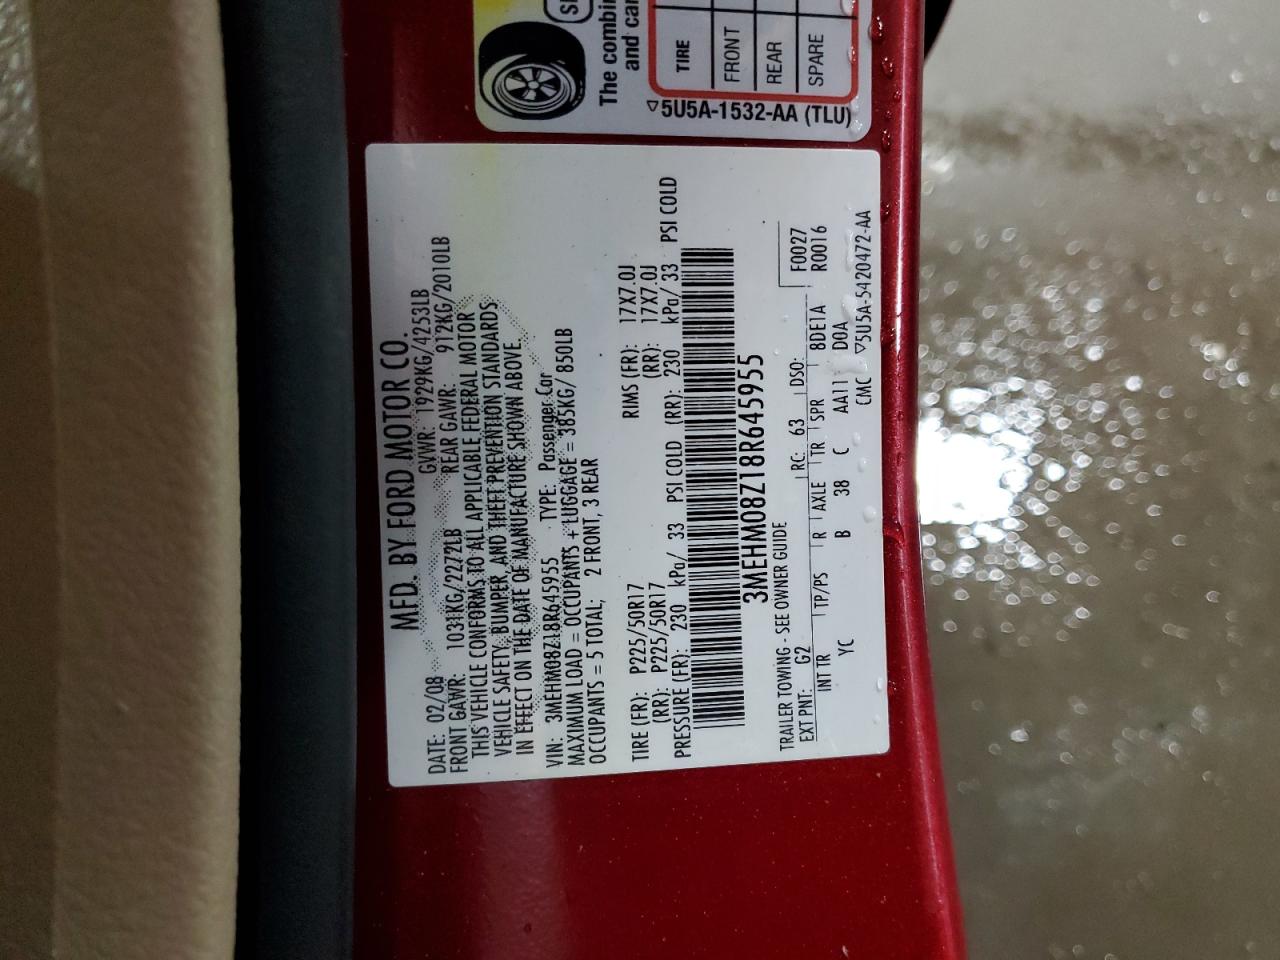 SE
The combin
and car
TIRE
FRONT
REAR
SPARE
▽5U5A-1532-AA (TLU)
MFD. BY FORD MOTOR CO.
DATE: 02/08 GVWR: 1929KG/4253LB
FRONT GAWR: 1031KG/2272LB REAR GAWR: 912KG/2010LB
THIS VEHICLE CONFORMS TO ALL APPLICABLE FEDERAL MOTOR
VEHICLE SAFETY, BUMPER, AND THEFT PREVENTION STANDARDS
IN EFFECT ON THE DATE OF MANUFACTURE SHOWN ABOVE.
VIN: 3MEHM08Z18R645955 TYPE: Passenger Car
MAXIMUM LOAD = OCCUPANTS + LUGGAGE = 385KG/ 850LB
OCCUPANTS = 5 TOTAL; 2 FRONT, 3 REAR
TIRE (FR): P225/50R17 RIMS (FR): 17X7.0J
(RR): P225/50R17 (RR): 17X7.0J
PRESSURE (FR): 230 kPa/ 33 PSI COLD (RR): 230 kPa/ 33 PSI COLD
3MEHM08Z18R645955
TRAILER TOWING - SEE OWNER GUIDE F0027
EXT PNT: G2 RC: 63 DSO: R0016
INT TR TP/PS R AXLE TR SPR 8DE1A
YC B 38 C AA11 D0A
CMC ▽5U5A-5420472-AA